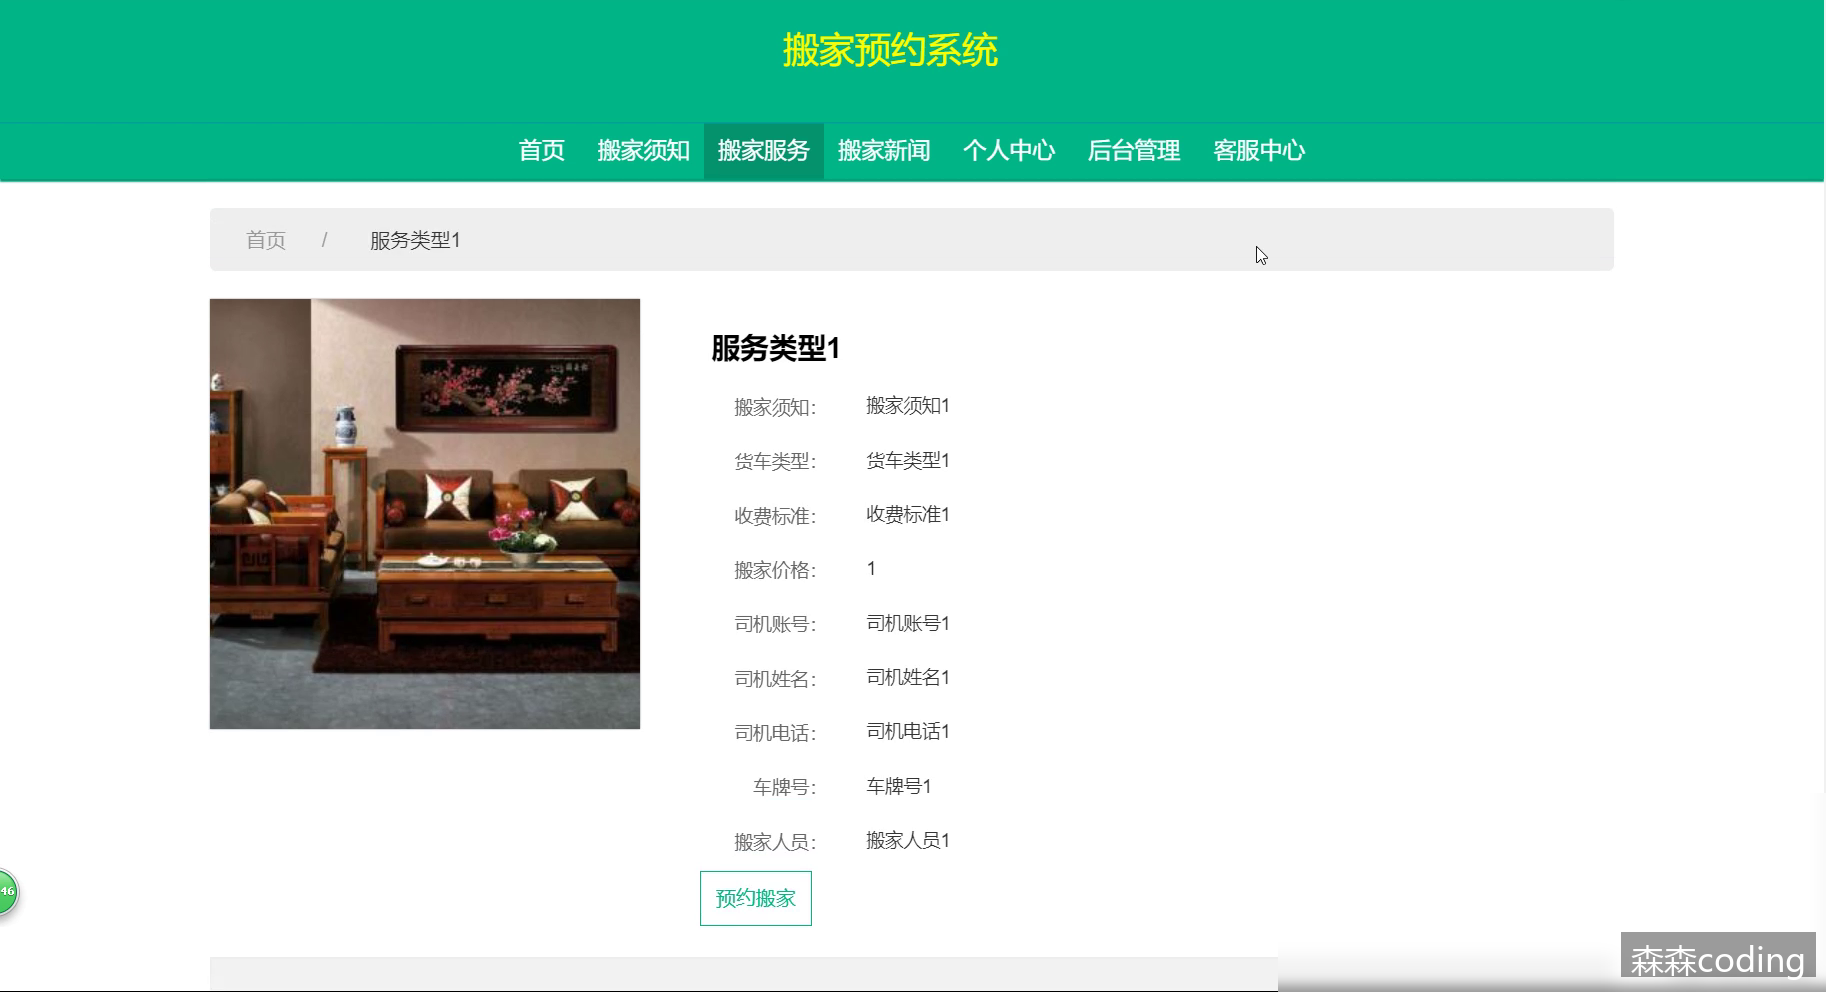 搬家预约系统
首页 搬家须知 搬家服务 搬家新闻 个人中心 后台管理 客服中心
首页 / 服务类型1
服务类型1
搬家须知: 搬家须知1
货车类型: 货车类型1
收费标准: 收费标准1
搬家价格: 1
司机账号: 司机账号1
司机姓名: 司机姓名1
司机电话: 司机电话1
车牌号: 车牌号1
搬家人员: 搬家人员1
46
预约搬家
森森coding